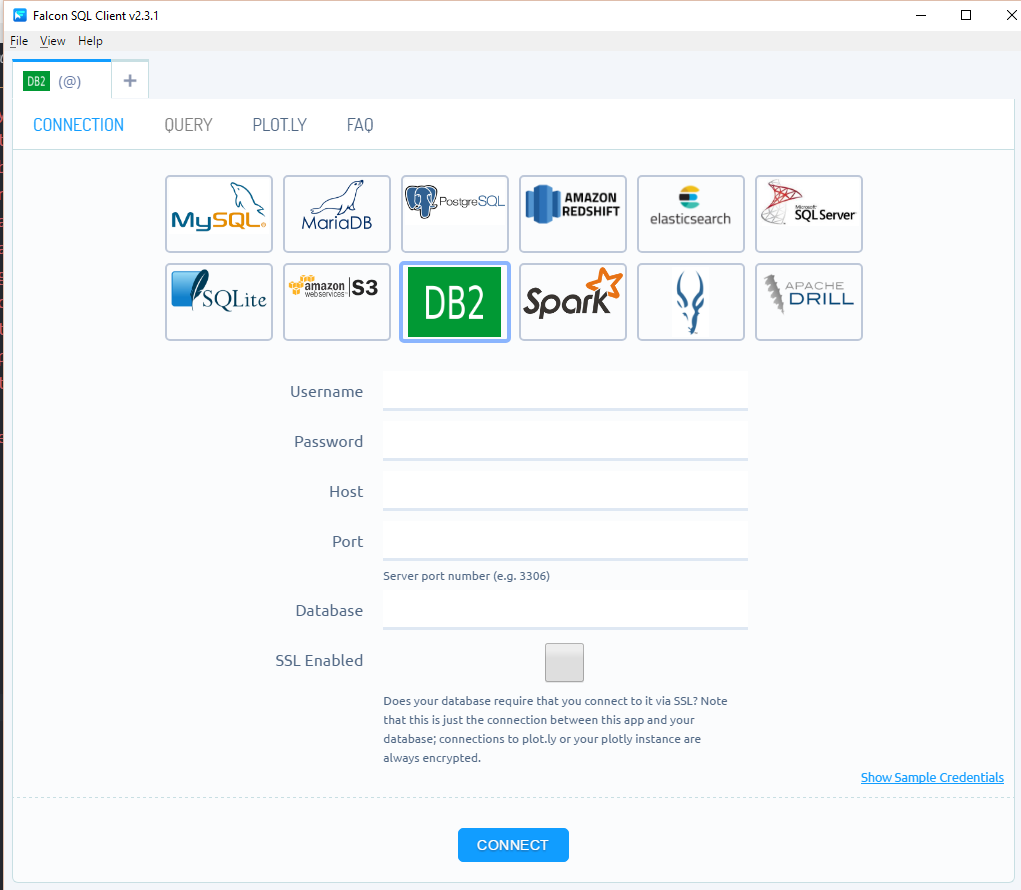 Falcon SQL Client v2.3.1
File View Help
DB2 (@) +
CONNECTION QUERY PLOT.LY FAQ
MySQL MariaDB PostgreSQL AMAZON REDSHIFT elasticsearch Microsoft SQL Server
SQLite amazon webservices S3 DB2 Spark APACHE DRILL
Username
Password
Host
Port
Server port number (e.g. 3306)
Database
SSL Enabled
Does your database require that you connect to it via SSL? Note
that this is just the connection between this app and your
database; connections to plot.ly or your plotly instance are
always encrypted.
Show Sample Credentials
CONNECT